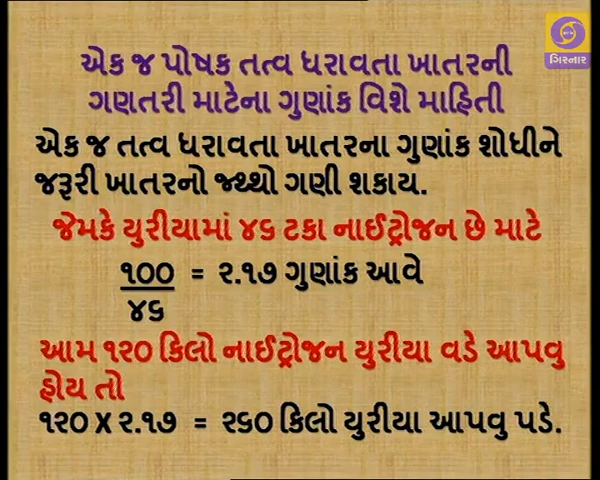 ગિરનાર
એક જ પોષક તત્વ ધરાવતા ખાતરની
ગણતરી માટેના ગુણાંક વિશે માહિતી
એક જ તત્વ ધરાવતા ખાતરના ગુણાંક શોધીને
જરૂરી ખાતરનો જથ્થો ગણી શકાય.
જેમકે યુરીયામાં ૪૬ ટકા નાઈટ્રોજન છે માટે
૧૦૦ = ૨.૧૭ ગુણાંક આવે
૪૬
આમ ૧૨૦ કિલો નાઈટ્રોજન યુરીયા વડે આપવુ
હોય તો
૧૨૦ X ૨.૧૭ = ૨૬૦ કિલો યુરીયા આપવુ પડે.